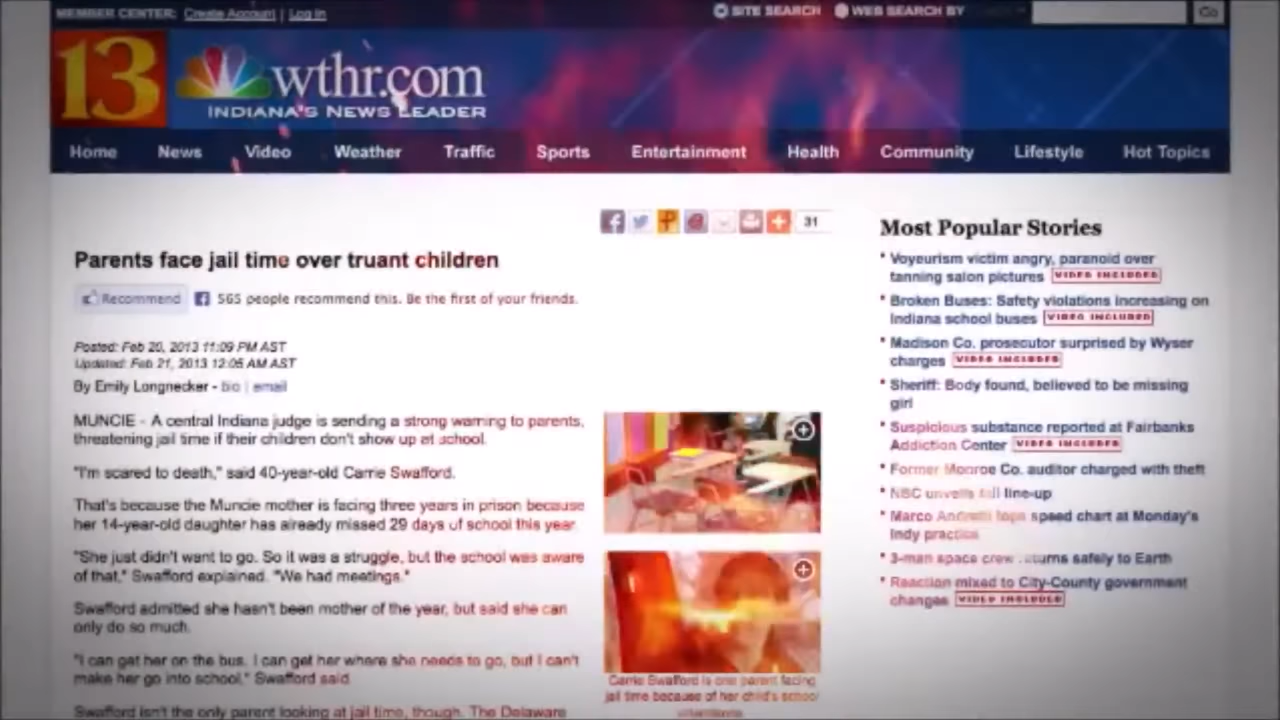 MEMBER CENTER: Create Account | Log In
SITE SEARCH WEB SEARCH BY
Go
13 wthr.com
INDIANA'S NEWS LEADER
Home News Video Weather Traffic Sports Entertainment Health Community Lifestyle Hot Topics
31
Parents face jail time over truant children
Recommend 565 people recommend this. Be the first of your friends.
Posted: Feb 20, 2013 11:09 PM AST
Updated: Feb 21, 2013 12:06 AM AST
By Emily Longnecker - bio | email
MUNCIE - A central Indiana judge is sending a strong warning to parents,
threatening jail time if their children don't show up at school.
"I'm scared to death," said 40-year-old Carrie Swafford.
That's because the Muncie mother is facing three years in prison because
her 14-year-old daughter has already missed 29 days of school this year.
"She just didn't want to go. So it was a struggle, but the school was aware
of that," Swafford explained. "We had meetings."
Swafford admitted she hasn't been mother of the year, but said she can
only do so much.
"I can get her on the bus. I can get her where she needs to go, but I can't
make her go into school," Swafford said.
Swafford isn't the only parent looking at jail time, though. The Delaware
Carrie Swafford is one parent facing
jail time because of her child's school
Most Popular Stories
Voyeurism victim angry, paranoid over
tanning salon pictures VIDEO INCLUDED
Broken Buses: Safety violations increasing on
Indiana school buses VIDEO INCLUDED
Madison Co. prosecutor surprised by Wyser
charges VIDEO INCLUDED
Sheriff: Body found, believed to be missing
girl
Suspicious substance reported at Fairbanks
Addiction Center VIDEO INCLUDED
Former Monroe Co. auditor charged with theft
NBC unveils fall line-up
Marco Andretti tops speed chart at Monday's
Indy practice
3-man space crew returns safely to Earth
Reaction mixed to City-County government
changes VIDEO INCLUDED